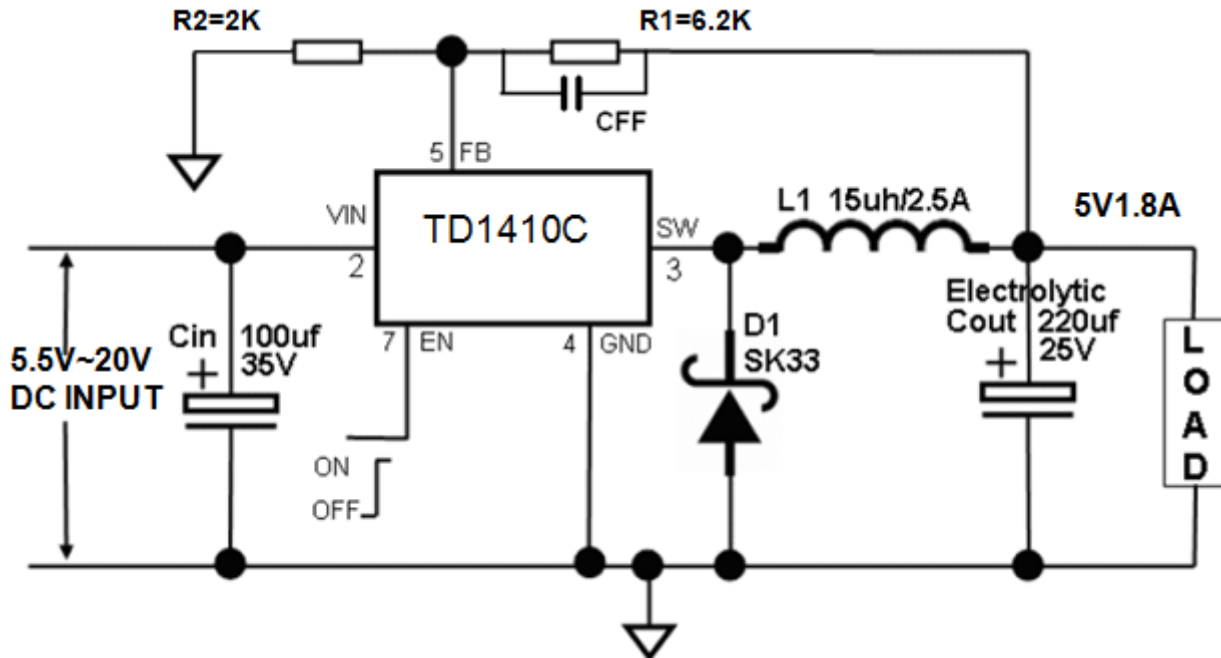 R2=2K
R1=6.2K
CFF
5 FB
VIN
TD1410C
SW
2
3
L1 15uh/2.5A
5V1.8A
7 EN
4 GND
Cin 100uf
+ 35V
5.5V~20V
DC INPUT
D1
SK33
Electrolytic
Cout 220uf
+ 25V
LOAD
ON
OFF